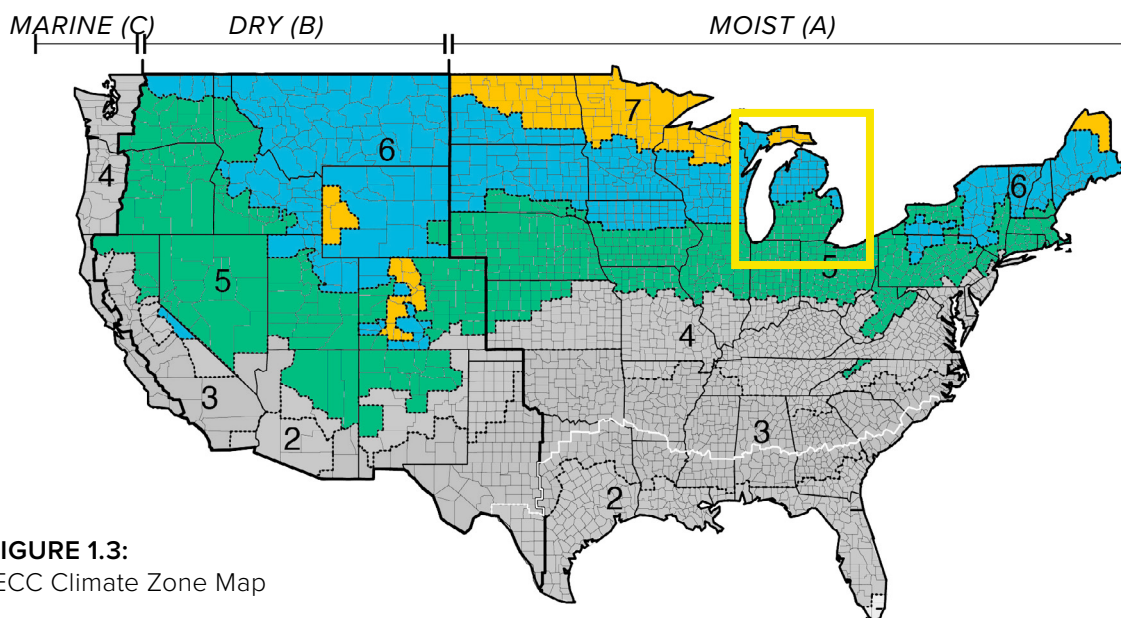 MARINE (C)
DRY (B)
MOIST (A)
7
6
4
6
5
5
4
3
3
2
2
IGURE 1.3:
ECC Climate Zone Map